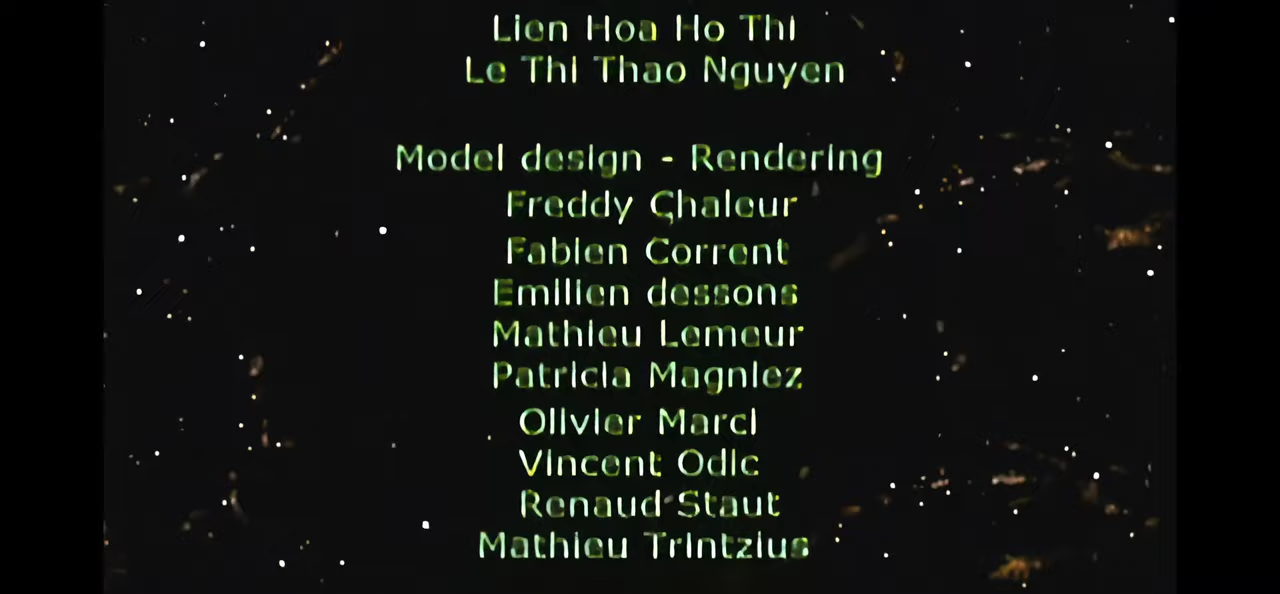 Lien Hoa Ho Thi
Le Thi Thao Nguyen
Model design - Rendering
Freddy Chaleur
Fabien Corrent
Emilien dessons
Mathieu Lemeur
Patricia Magniez
Olivier Marci
Vincent Odic
Renaud Staut
Mathieu Trintzius